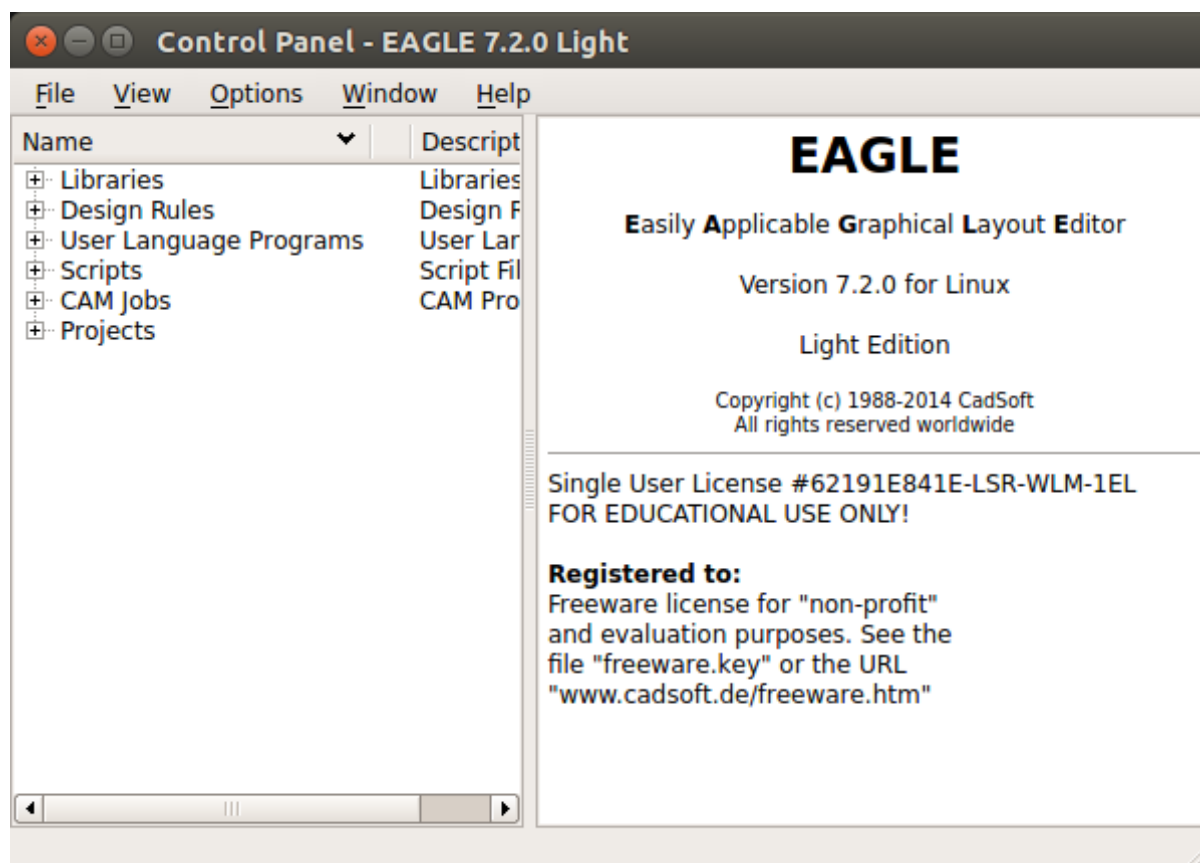 Control Panel - EAGLE 7.2.0 Light
File View Options Window Help
Name Descript
Libraries Libraries
Design Rules Design R
User Language Programs User Lar
Scripts Script Fil
CAM Jobs CAM Pro
Projects
EAGLE
Easily Applicable Graphical Layout Editor
Version 7.2.0 for Linux
Light Edition
Copyright (c) 1988-2014 CadSoft
All rights reserved worldwide
Single User License #62191E841E-LSR-WLM-1EL
FOR EDUCATIONAL USE ONLY!
Registered to:
Freeware license for "non-profit"
and evaluation purposes. See the
file "freeware.key" or the URL
"www.cadsoft.de/freeware.htm"